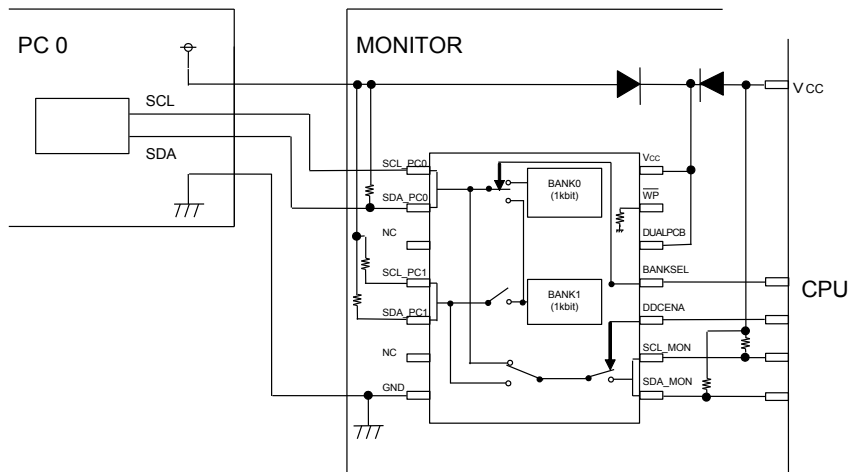 PC 0
MONITOR
SCL
SDA
VCC
SCL_PC0
SDA_PC0
NC
SCL_PC1
SDA_PC1
NC
GND
BANK0
(1kbit)
BANK1
(1kbit)
Vcc
WP
DUALPCB
BANKSEL
DDCENA
SCL_MON
SDA_MON
CPU